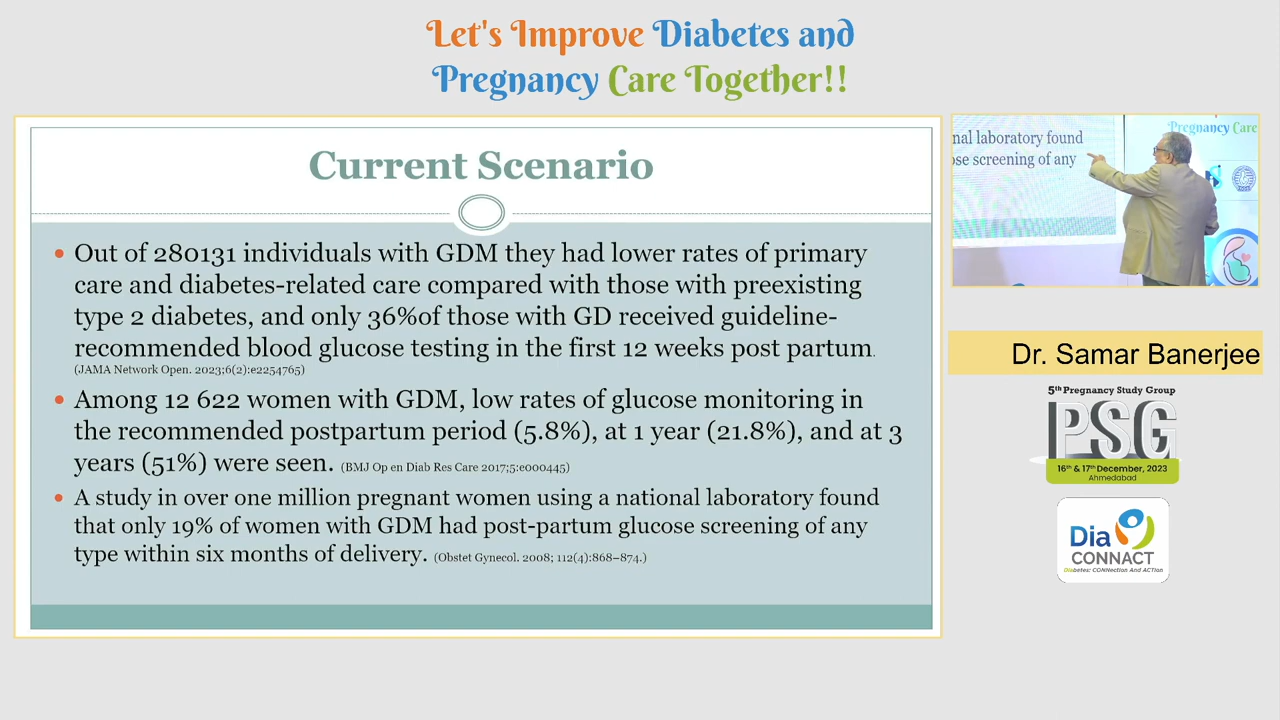 Let's Improve Diabetes and
Pregnancy Care Together!!
Current Scenario
• Out of 280131 individuals with GDM they had lower rates of primary
care and diabetes-related care compared with those with preexisting
type 2 diabetes, and only 36%of those with GD received guideline-
recommended blood glucose testing in the first 12 weeks post partum.
(JAMA Network Open. 2023;6(2):e2254765)
• Among 12 622 women with GDM, low rates of glucose monitoring in
the recommended postpartum period (5.8%), at 1 year (21.8%), and at 3
years (51%) were seen. (BMJ Op en Diab Res Care 2017;5:e000445)
• A study in over one million pregnant women using a national laboratory found
that only 19% of women with GDM had post-partum glucose screening of any
type within six months of delivery. (Obstet Gynecol. 2008; 112(4):868–874.)
nal laboratory found
ose screening of any
Pregnancy Care
Dr. Samar Banerjee
5th Pregnancy Study Group
PSG
16th & 17th December, 2023
Ahmedabad
Dia
CONNACT
Diabetes: CONNection And ACTion